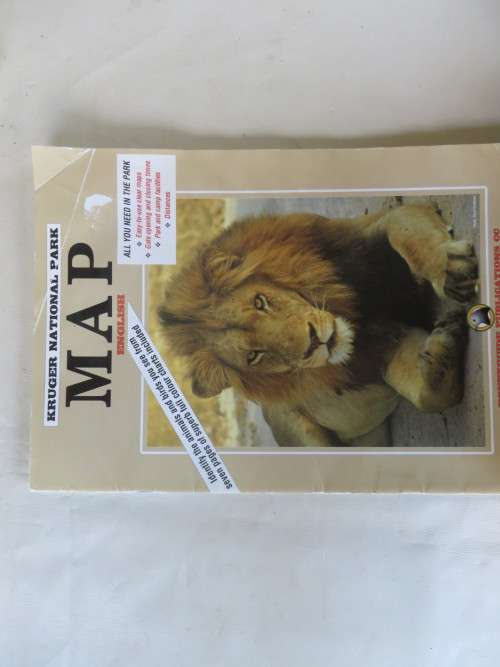 KRUGER NATIONAL PARK
MAP
ENGLISH
ALL YOU NEED IN THE PARK
❖ Easy-to-use clear maps
❖ Gate opening and closing times
❖ Park and camp facilities
❖ Distances
Identify the animals and birds you see from
seven pages of superb full colour charts included